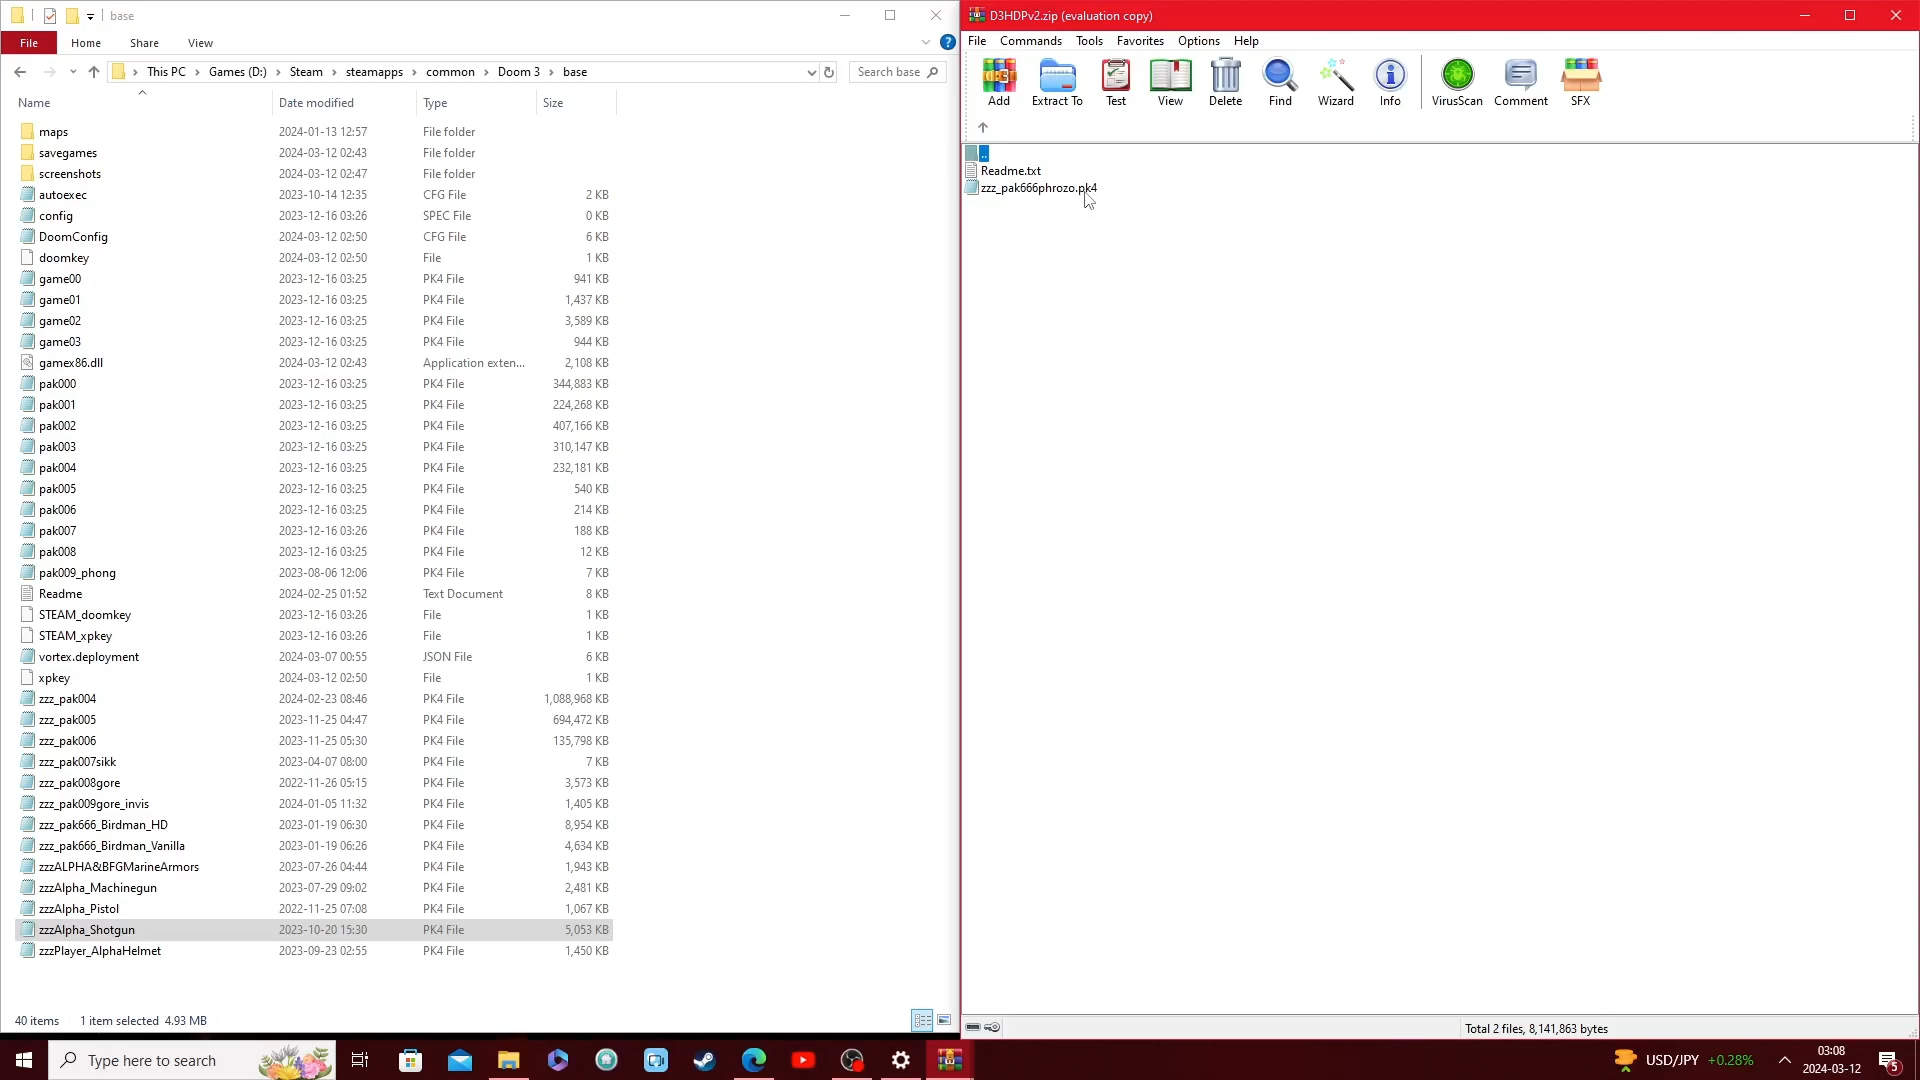 base
File Home Share View
This PC Games (D:) Steam steamapps common Doom 3 base Search base
Name Date modified Type Size
maps 2024-01-13 12:57 File folder
savegames 2024-03-12 02:43 File folder
screenshots 2024-03-12 02:47 File folder
autoexec 2023-10-14 12:35 CFG File 2 KB
config 2023-12-16 03:26 SPEC File 0 KB
DoomConfig 2024-03-12 02:50 CFG File 6 KB
doomkey 2024-03-12 02:50 File 1 KB
game00 2023-12-16 03:25 PK4 File 941 KB
game01 2023-12-16 03:25 PK4 File 1,437 KB
game02 2023-12-16 03:25 PK4 File 3,589 KB
game03 2023-12-16 03:25 PK4 File 944 KB
gamex86.dll 2024-03-12 02:43 Application exten... 2,108 KB
pak000 2023-12-16 03:25 PK4 File 344,883 KB
pak001 2023-12-16 03:25 PK4 File 224,268 KB
pak002 2023-12-16 03:25 PK4 File 407,166 KB
pak003 2023-12-16 03:25 PK4 File 310,147 KB
pak004 2023-12-16 03:25 PK4 File 232,181 KB
pak005 2023-12-16 03:25 PK4 File 540 KB
pak006 2023-12-16 03:25 PK4 File 214 KB
pak007 2023-12-16 03:26 PK4 File 188 KB
pak008 2023-12-16 03:25 PK4 File 12 KB
pak009_phong 2023-08-06 12:06 PK4 File 7 KB
Readme 2024-02-25 01:52 Text Document 8 KB
STEAM_doomkey 2023-12-16 03:26 File 1 KB
STEAM_xpkey 2023-12-16 03:26 File 1 KB
vortex.deployment 2024-03-07 00:55 JSON File 6 KB
xpkey 2024-03-12 02:50 File 1 KB
zzz_pak004 2024-02-23 08:46 PK4 File 1,088,968 KB
zzz_pak005 2023-11-25 04:47 PK4 File 694,472 KB
zzz_pak006 2023-11-25 05:30 PK4 File 135,798 KB
zzz_pak007sikk 2023-04-07 08:00 PK4 File 7 KB
zzz_pak008gore 2022-11-26 05:15 PK4 File 3,573 KB
zzz_pak009gore_invis 2024-01-05 11:32 PK4 File 1,405 KB
zzz_pak666_Birdman_HD 2023-01-19 06:30 PK4 File 8,954 KB
zzz_pak666_Birdman_Vanilla 2023-01-19 06:26 PK4 File 4,634 KB
zzzALPHA&BFGMarineArmors 2023-07-26 04:44 PK4 File 1,943 KB
zzzAlpha_Machinegun 2023-07-29 09:02 PK4 File 2,481 KB
zzzAlpha_Pistol 2022-11-25 07:08 PK4 File 1,067 KB
zzzAlpha_Shotgun 2023-10-20 15:30 PK4 File 5,053 KB
zzzPlayer_AlphaHelmet 2023-09-23 02:55 PK4 File 1,450 KB
40 items 1 item selected 4.93 MB
D3HDPv2.zip (evaluation copy)
File Commands Tools Favorites Options Help
Add Extract To Test View Delete Find Wizard Info VirusScan Comment SFX
..
Readme.txt
zzz_pak666phrozo.pk4
Total 2 files, 8,141,863 bytes
Type here to search
USD/JPY +0.28%
03:08
2024-03-12
5